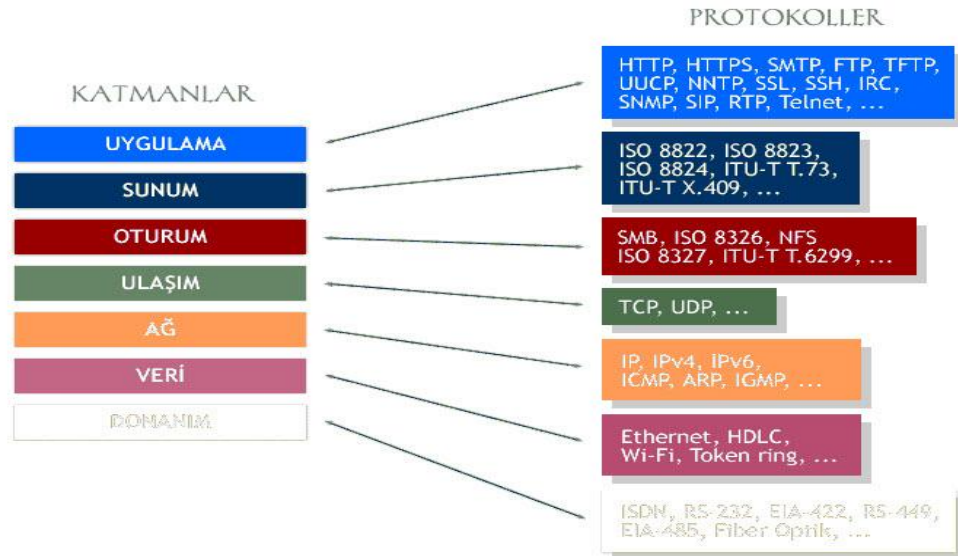 PROTOKOLLER
KATMANLAR
UYGULAMA
SUNUM
OTURUM
ULAŞIM
AĞ
VERİ
DONANIM
HTTP, HTTPS, SMTP, FTP, TFTP,
UUCP, NNTP, SSL, SSH, IRC,
SNMP, SIP, RTP, Telnet, ...
ISO 8822, ISO 8823,
ISO 8824, ITU-T T.73,
ITU-T X.409, ...
SMB, ISO 8326, NFS
ISO 8327, ITU-T T.6299, ...
TCP, UDP, ...
IP, IPv4, İPv6,
ICMP, ARP, IGMP, ...
Ethernet, HDLC,
Wi-Fi, Token ring, ...
ISDN, RS-232, EIA-422, RS-449,
EIA-485, Fiber Optik, ...